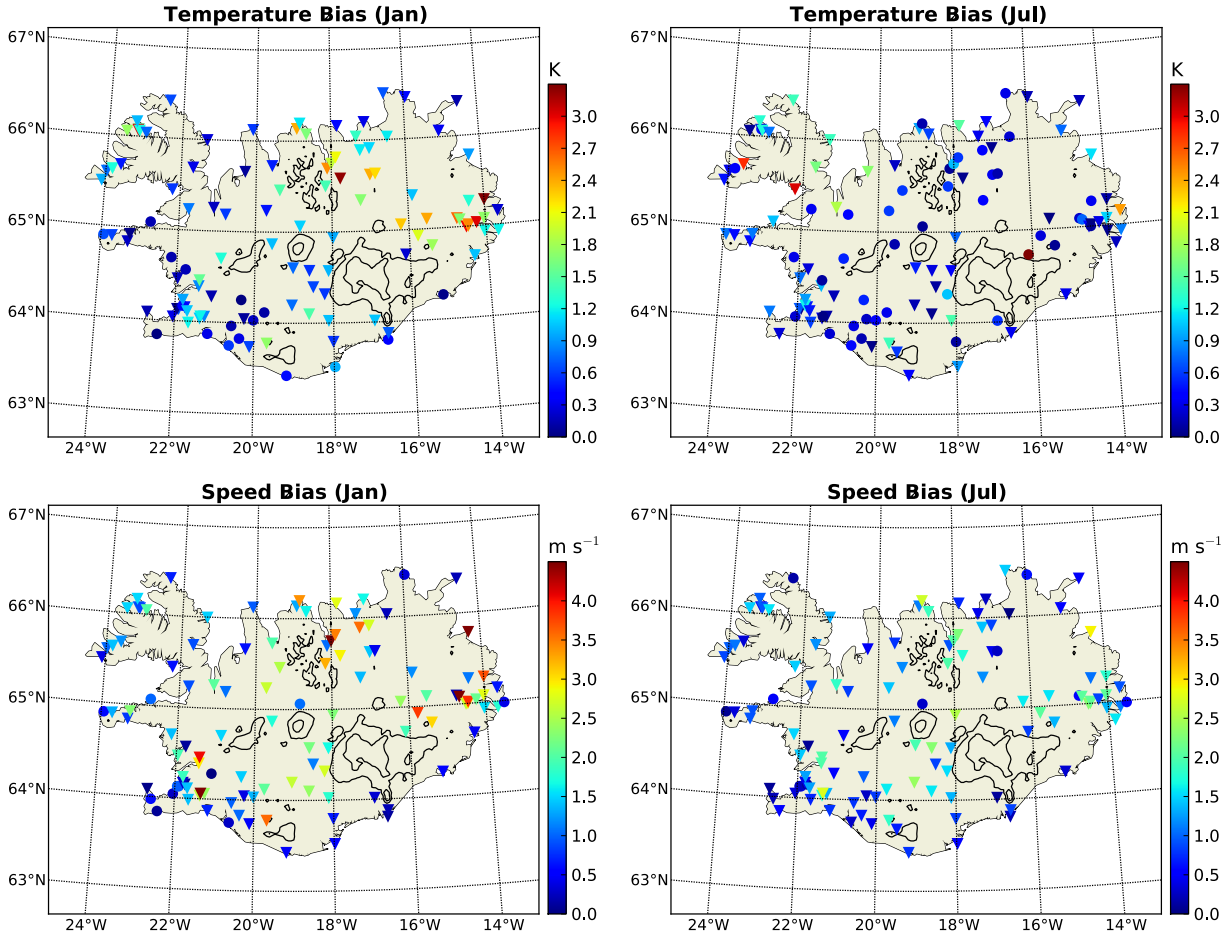 Temperature Bias (Jan)
67°N
66°N
65°N
64°N
63°N
24°W 22°W 20°W 18°W 16°W 14°W
K
3.0
2.7
2.4
2.1
1.8
1.5
1.2
0.9
0.6
0.3
0.0
Temperature Bias (Jul)
67°N
66°N
65°N
64°N
63°N
24°W 22°W 20°W 18°W 16°W 14°W
K
3.0
2.7
2.4
2.1
1.8
1.5
1.2
0.9
0.6
0.3
0.0
Speed Bias (Jan)
67°N
66°N
65°N
64°N
63°N
24°W 22°W 20°W 18°W 16°W 14°W
m s⁻¹
4.0
3.5
3.0
2.5
2.0
1.5
1.0
0.5
0.0
Speed Bias (Jul)
67°N
66°N
65°N
64°N
63°N
24°W 22°W 20°W 18°W 16°W 14°W
m s⁻¹
4.0
3.5
3.0
2.5
2.0
1.5
1.0
0.5
0.0